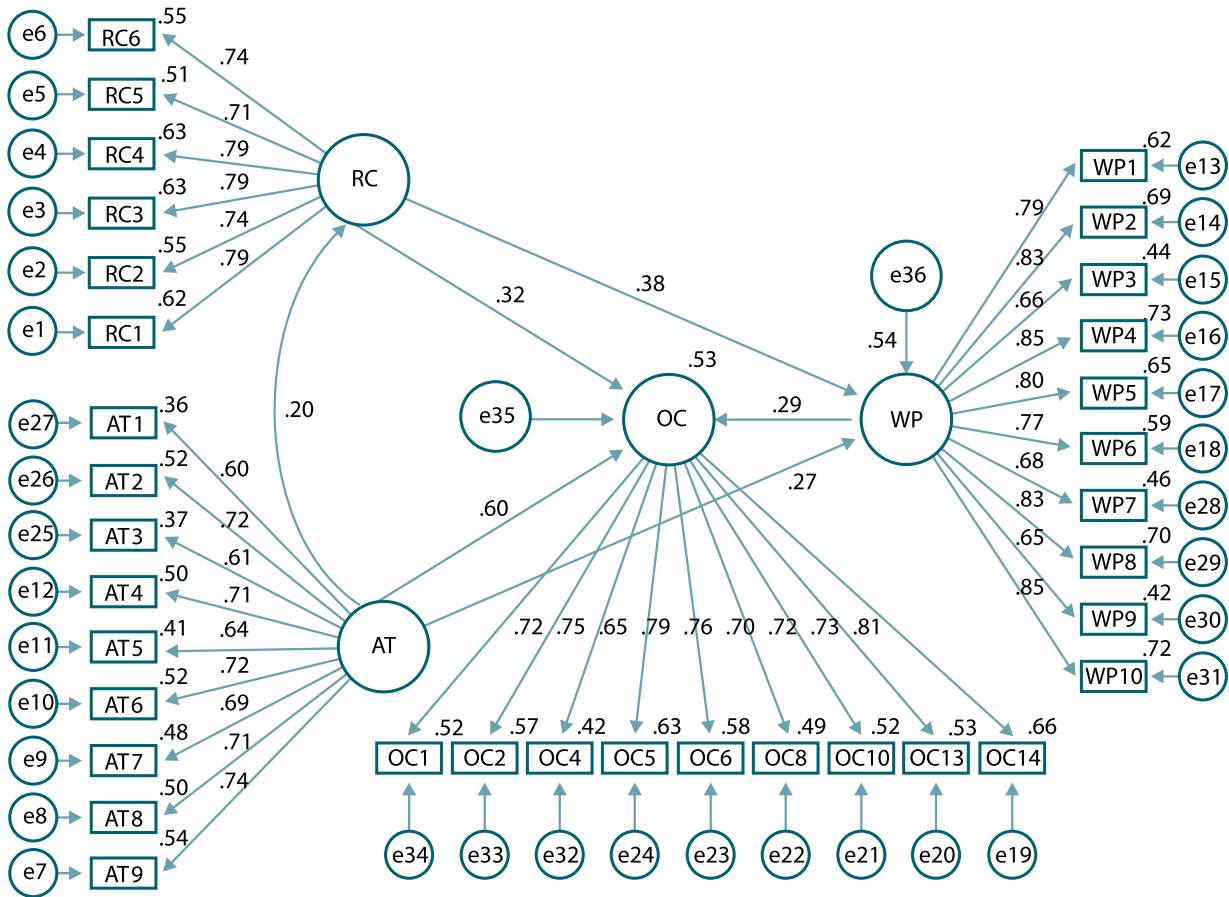 e6 RC6 .55
.74
e5 RC5 .51
.71
e4 RC4 .63
.79
e3 RC3 .63
.79
e2 RC2 .55
.74
e1 RC1 .62
.79
RC
.32
.38
.20
e27 AT1 .36
.60
e26 AT2 .52
.72
e25 AT3 .37
.61
e12 AT4 .50
.71
e11 AT5 .41
.64
e10 AT6 .52
.72
e9 AT7 .48
.69
e8 AT8 .50
.71
e7 AT9 .54
.74
AT
.60
.27
e35
OC
.53
.29
e36
.54
WP
.79
WP1 .62 e13
.83
WP2 .69 e14
.66
WP3 .44 e15
.85
WP4 .73 e16
.80
WP5 .65 e17
.77
WP6 .59 e18
.68
WP7 .46 e28
.83
WP8 .70 e29
.65
WP9 .42 e30
.85
WP10 .72 e31
.72 .75 .65 .79 .76 .70 .72 .73 .81
.52 .57 .42 .63 .58 .49 .52 .53 .66
OC1 OC2 OC4 OC5 OC6 OC8 OC10 OC13 OC14
e34 e33 e32 e24 e23 e22 e21 e20 e19